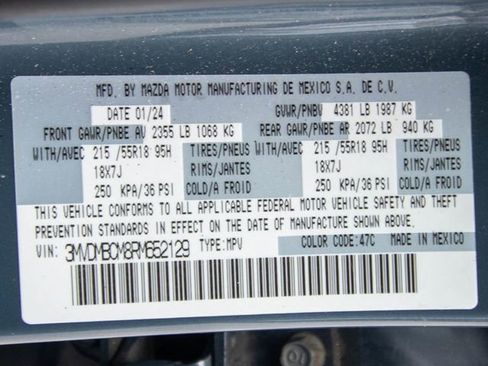 MFD. BY MAZDA MOTOR MANUFACTURING DE MEXICO S.A. DE C.V.
DATE 01/24 GVWR/PNBV 4381 LB 1987 KG
FRONT GAWR/PNBE AV 2355 LB 1068 KG REAR GAWR/PNBE AR 2072 LB 940 KG
WITH/AVEC 215 /55R18 95H TIRES/PNEUS WITH/AVEC 215 /55R18 95H TIRES/PNEUS
18X7J RIMS/JANTES 18X7J RIMS/JANTES
250 KPA/36 PSI COLD/A FROID 250 KPA/36 PSI COLD/A FROID
THIS VEHICLE CONFORMS TO ALL APPLICABLE FEDERAL MOTOR VEHICLE SAFETY AND THEFT
PREVENTION STANDARDS IN EFFECT ON THE DATE OF MANUFACTURE SHOWN ABOVE.
VIN: 3MVDMBCM8RM652129 TYPE: MPV COLOR CODE: 47C MADE IN MEXICO